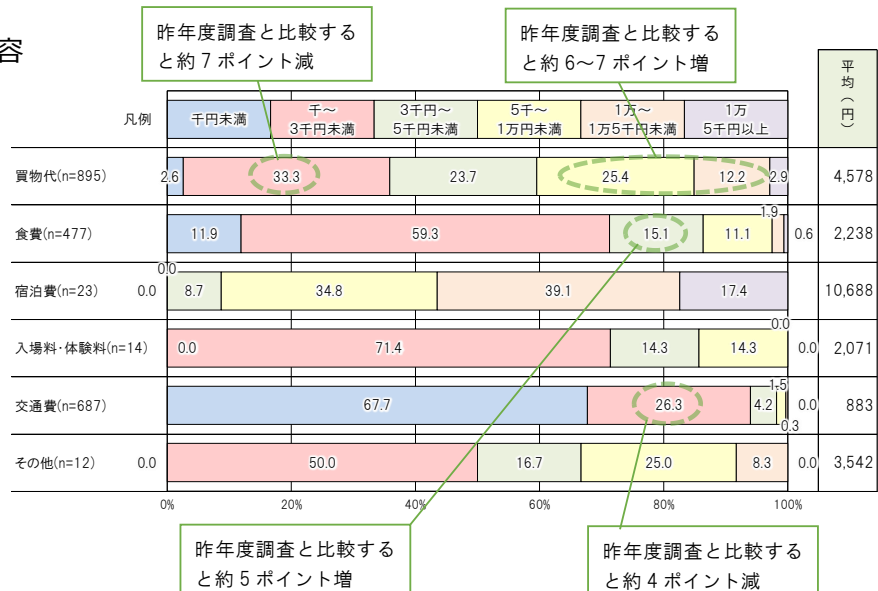 容
昨年度調査と比較する
と約7ポイント減
昨年度調査と比較する
と約6~7ポイント増
平均(円)
凡例
千円未満
千~
3千円未満
3千円~
5千円未満
5千~
1万円未満
1万~
1万5千円未満
1万
5千円以上
買物代(n=895) 2.6 33.3 23.7 25.4 12.2 2.9 4,578
食費(n=477) 11.9 59.3 15.1 11.1 1.9 0.6 2,238
宿泊費(n=23) 0.0 0.0 8.7 34.8 39.1 17.4 10,688
入場料・体験料(n=14) 0.0 71.4 14.3 14.3 0.0 0.0 2,071
交通費(n=687) 67.7 26.3 4.2 1.5 0.3 0.0 883
その他(n=12) 0.0 50.0 16.7 25.0 8.3 0.0 3,542
0% 20% 40% 60% 80% 100%
昨年度調査と比較する
と約5ポイント増
昨年度調査と比較する
と約4ポイント減